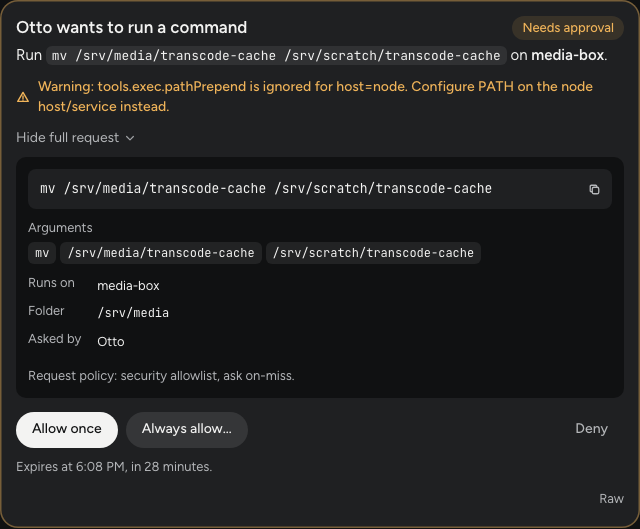 Otto wants to run a command
Needs approval
Run mv /srv/media/transcode-cache /srv/scratch/transcode-cache on media-box.
Warning: tools.exec.pathPrepend is ignored for host=node. Configure PATH on the node
host/service instead.
Hide full request
mv /srv/media/transcode-cache /srv/scratch/transcode-cache
Arguments
mv /srv/media/transcode-cache /srv/scratch/transcode-cache
Runs on media-box
Folder /srv/media
Asked by Otto
Request policy: security allowlist, ask on-miss.
Allow once Always allow... Deny
Expires at 6:08 PM, in 28 minutes.
Raw